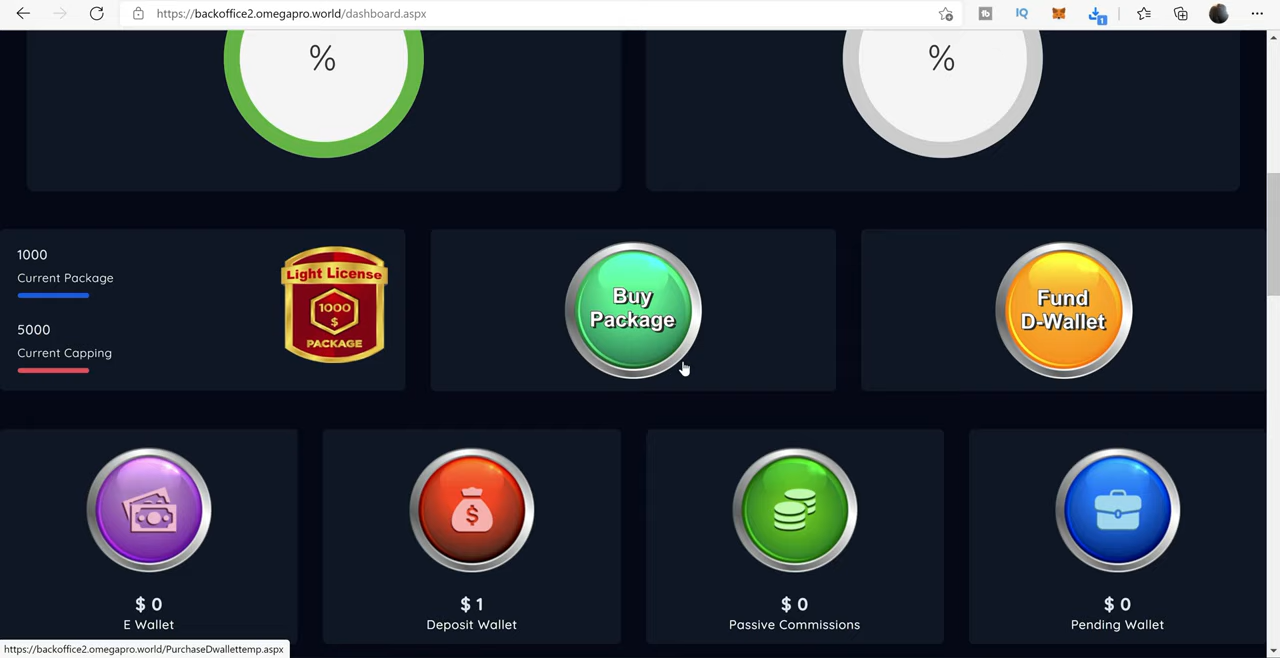 https://backoffice2.omegapro.world/dashboard.aspx
IQ
1
%
%
1000
Current Package
5000
Current Capping
Light License
1000
$
PACKAGE
Buy
Package
Fund
D-Wallet
$
$ 0
E Wallet
$ 1
Deposit Wallet
$ 0
Passive Commissions
$ 0
Pending Wallet
https://backoffice2.omegapro.world/PurchaseDwallettemp.aspx